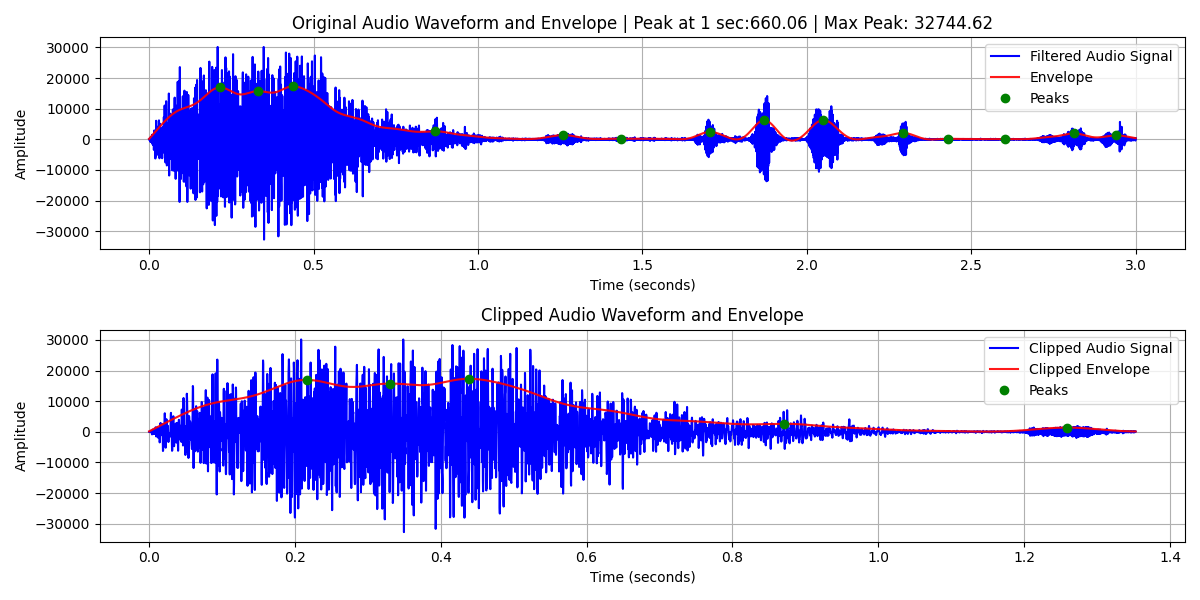 Original Audio Waveform and Envelope | Peak at 1 sec:660.06 | Max Peak: 32744.62
Amplitude
30000
20000
10000
0
−10000
−20000
−30000
Filtered Audio Signal
Envelope
Peaks
0.0 0.5 1.0 1.5 2.0 2.5 3.0
Time (seconds)
Clipped Audio Waveform and Envelope
Amplitude
30000
20000
10000
0
−10000
−20000
−30000
Clipped Audio Signal
Clipped Envelope
Peaks
0.0 0.2 0.4 0.6 0.8 1.0 1.2 1.4
Time (seconds)